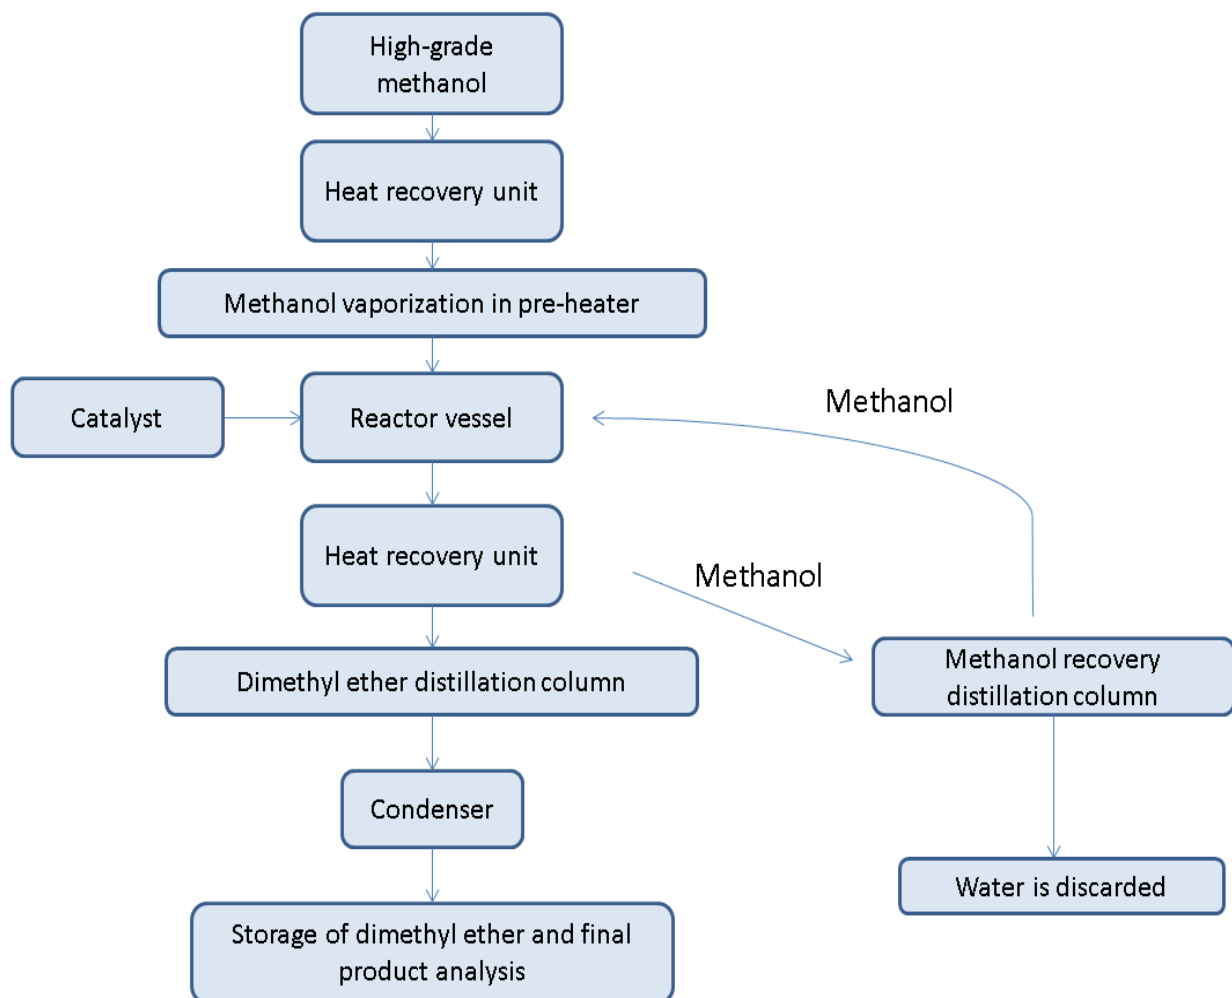 High-grade
methanol
Heat recovery unit
Methanol vaporization in pre-heater
Catalyst
Reactor vessel
Methanol
Heat recovery unit
Methanol
Dimethyl ether distillation column
Methanol recovery
distillation column
Condenser
Water is discarded
Storage of dimethyl ether and final
product analysis